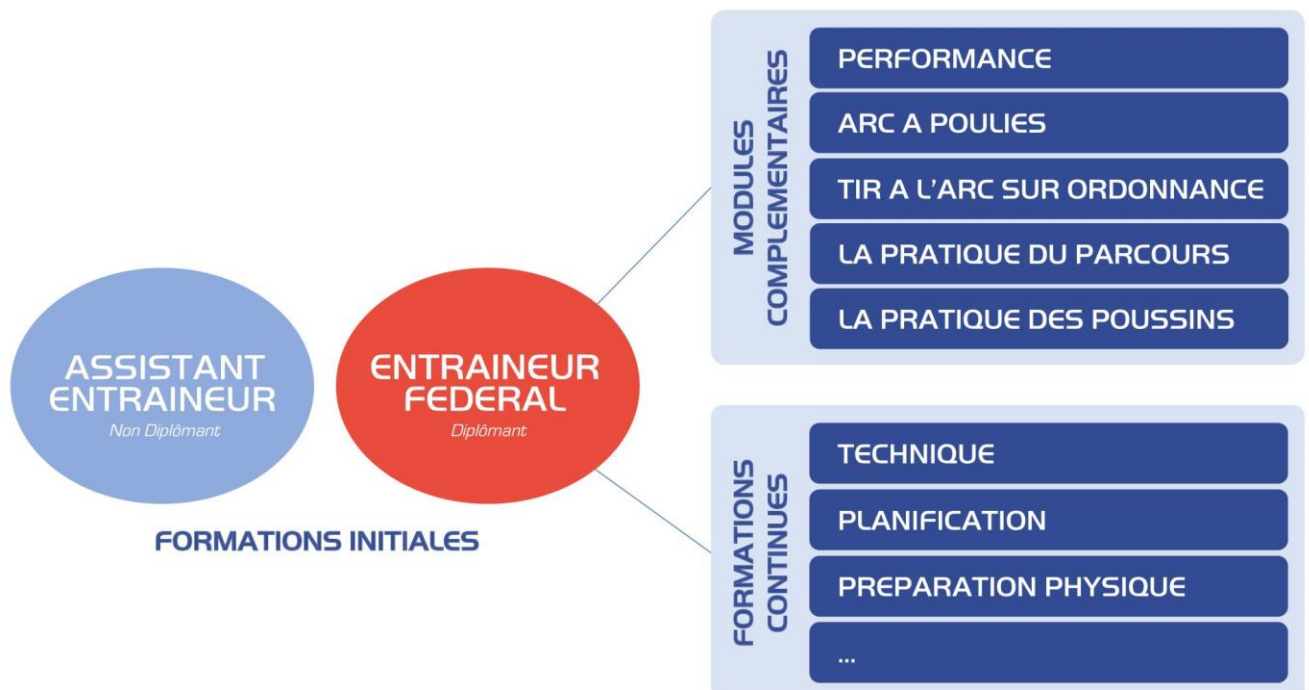 ASSISTANT
ENTRAINEUR
Non Diplômant
ENTRAINEUR
FEDERAL
Diplômant
FORMATIONS INITIALES
MODULES
COMPLEMENTAIRES
PERFORMANCE
ARC A POULIES
TIR A L'ARC SUR ORDONNANCE
LA PRATIQUE DU PARCOURS
LA PRATIQUE DES POUSSINS
FORMATIONS
CONTINUES
TECHNIQUE
PLANIFICATION
PREPARATION PHYSIQUE
...